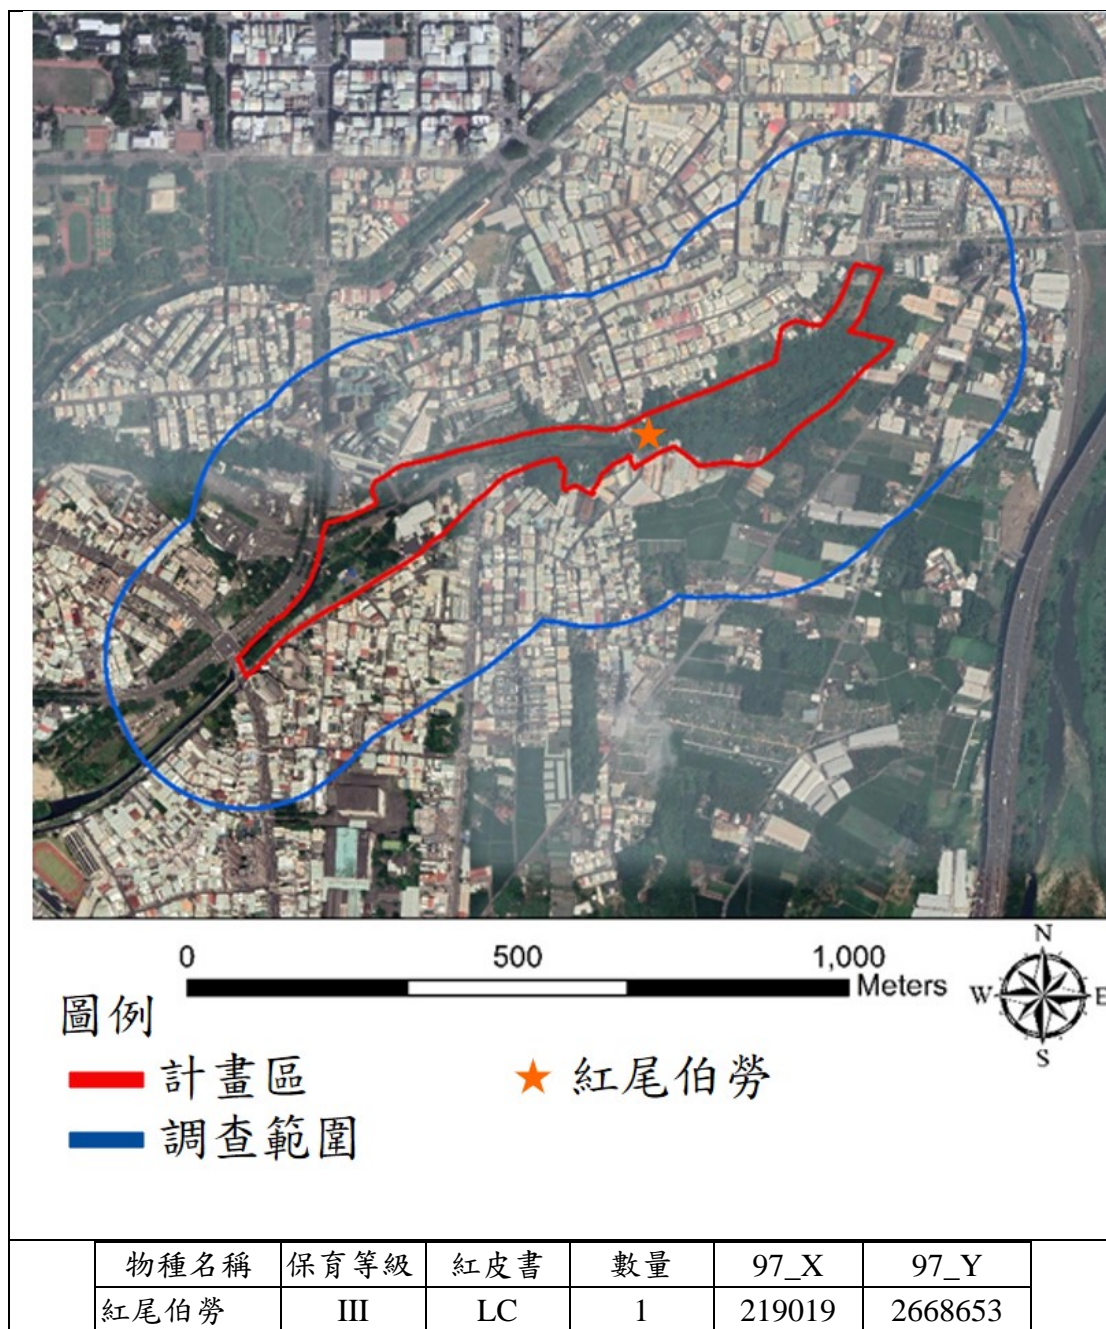 0 500 1,000
Meters
N
W E
S
圖例
計畫區 紅尾伯勞
調查範圍
物種名稱 保育等級 紅皮書 數量 97_X 97_Y
紅尾伯勞 III LC 1 219019 2668653